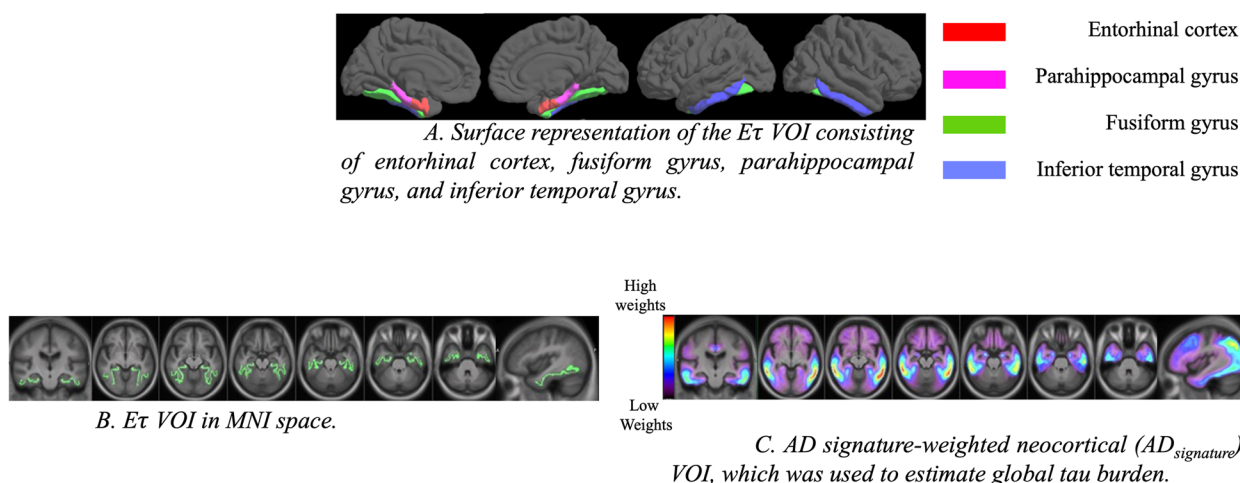 Entorhinal cortex
Parahippocampal gyrus
Fusiform gyrus
Inferior temporal gyrus
A. Surface representation of the Eτ VOI consisting
of entorhinal cortex, fusiform gyrus, parahippocampal
gyrus, and inferior temporal gyrus.
High
weights
Low
Weights
B. Eτ VOI in MNI space.
C. AD signature-weighted neocortical (AD_signature)
VOI, which was used to estimate global tau burden.